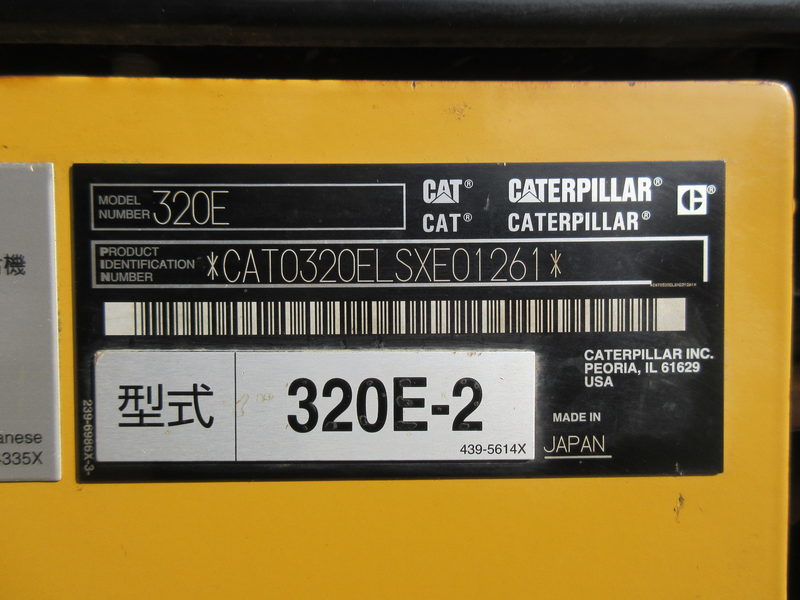 MODEL
NUMBER 320E
CAT® CATERPILLAR® C®
CAT® CATERPILLAR®
PRODUCT
IDENTIFICATION
NUMBER
*CAT0320ELSXE01261*
型式 320E-2
439-5614X
CATERPILLAR INC.
PEORIA, IL 61629
USA
MADE IN
JAPAN
239-6986X-3
機
anese
335X